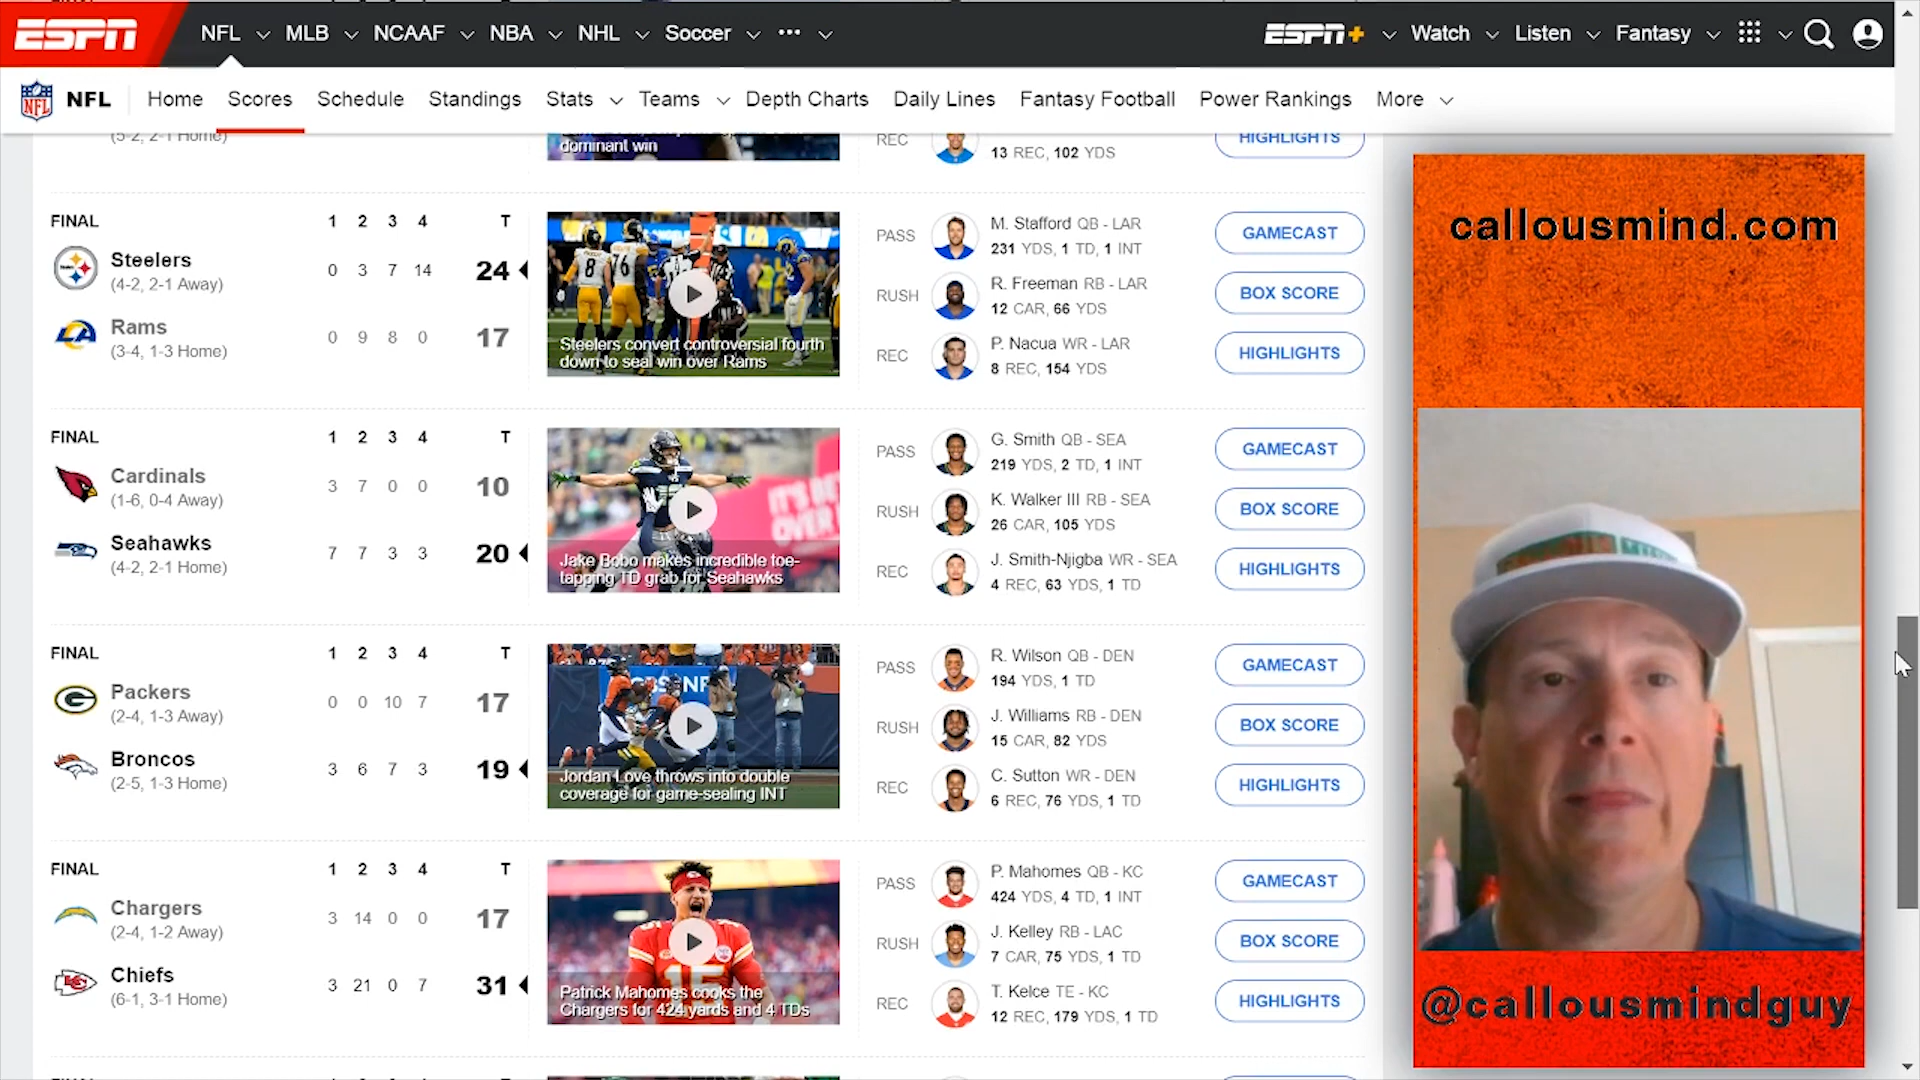 ESPN NFL MLB NCAAF NBA NHL Soccer ••• ESPN+ Watch Listen Fantasy
NFL NFL Home Scores Schedule Standings Stats Teams Depth Charts Daily Lines Fantasy Football Power Rankings More
(5-2, 2-1 Home)
dominant win
REC
13 REC, 102 YDS
HIGHLIGHTS
FINAL 1 2 3 4 T
Steelers 0 3 7 14 24
(4-2, 2-1 Away)
Rams 0 9 8 0 17
(3-4, 1-3 Home)
8 76
Steelers convert controversial fourth
down to seal win over Rams
PASS M. Stafford QB - LAR
231 YDS, 1 TD, 1 INT
RUSH R. Freeman RB - LAR
12 CAR, 66 YDS
REC P. Nacua WR - LAR
8 REC, 154 YDS
GAMECAST
BOX SCORE
HIGHLIGHTS
FINAL 1 2 3 4 T
Cardinals 3 7 0 0 10
(1-6, 0-4 Away)
Seahawks 7 7 3 3 20
(4-2, 2-1 Home)
Jake Bobo makes incredible toe-
tapping TD grab for Seahawks
PASS G. Smith QB - SEA
219 YDS, 2 TD, 1 INT
RUSH K. Walker III RB - SEA
26 CAR, 105 YDS
REC J. Smith-Njigba WR - SEA
4 REC, 63 YDS, 1 TD
GAMECAST
BOX SCORE
HIGHLIGHTS
FINAL 1 2 3 4 T
Packers 0 0 10 7 17
(2-4, 1-3 Away)
Broncos 3 6 7 3 19
(2-5, 1-3 Home)
Jordan Love throws into double
coverage for game-sealing INT
PASS R. Wilson QB - DEN
194 YDS, 1 TD
RUSH J. Williams RB - DEN
15 CAR, 82 YDS
REC C. Sutton WR - DEN
6 REC, 76 YDS, 1 TD
GAMECAST
BOX SCORE
HIGHLIGHTS
FINAL 1 2 3 4 T
Chargers 3 14 0 0 17
(2-4, 1-2 Away)
Chiefs 3 21 0 7 31
(6-1, 3-1 Home)
15
Patrick Mahomes cooks the
Chargers for 424 yards and 4 TDs
PASS P. Mahomes QB - KC
424 YDS, 4 TD, 1 INT
RUSH J. Kelley RB - LAC
7 CAR, 75 YDS, 1 TD
REC T. Kelce TE - KC
12 REC, 179 YDS, 1 TD
GAMECAST
BOX SCORE
HIGHLIGHTS
callousmind.com
@callousmindguy